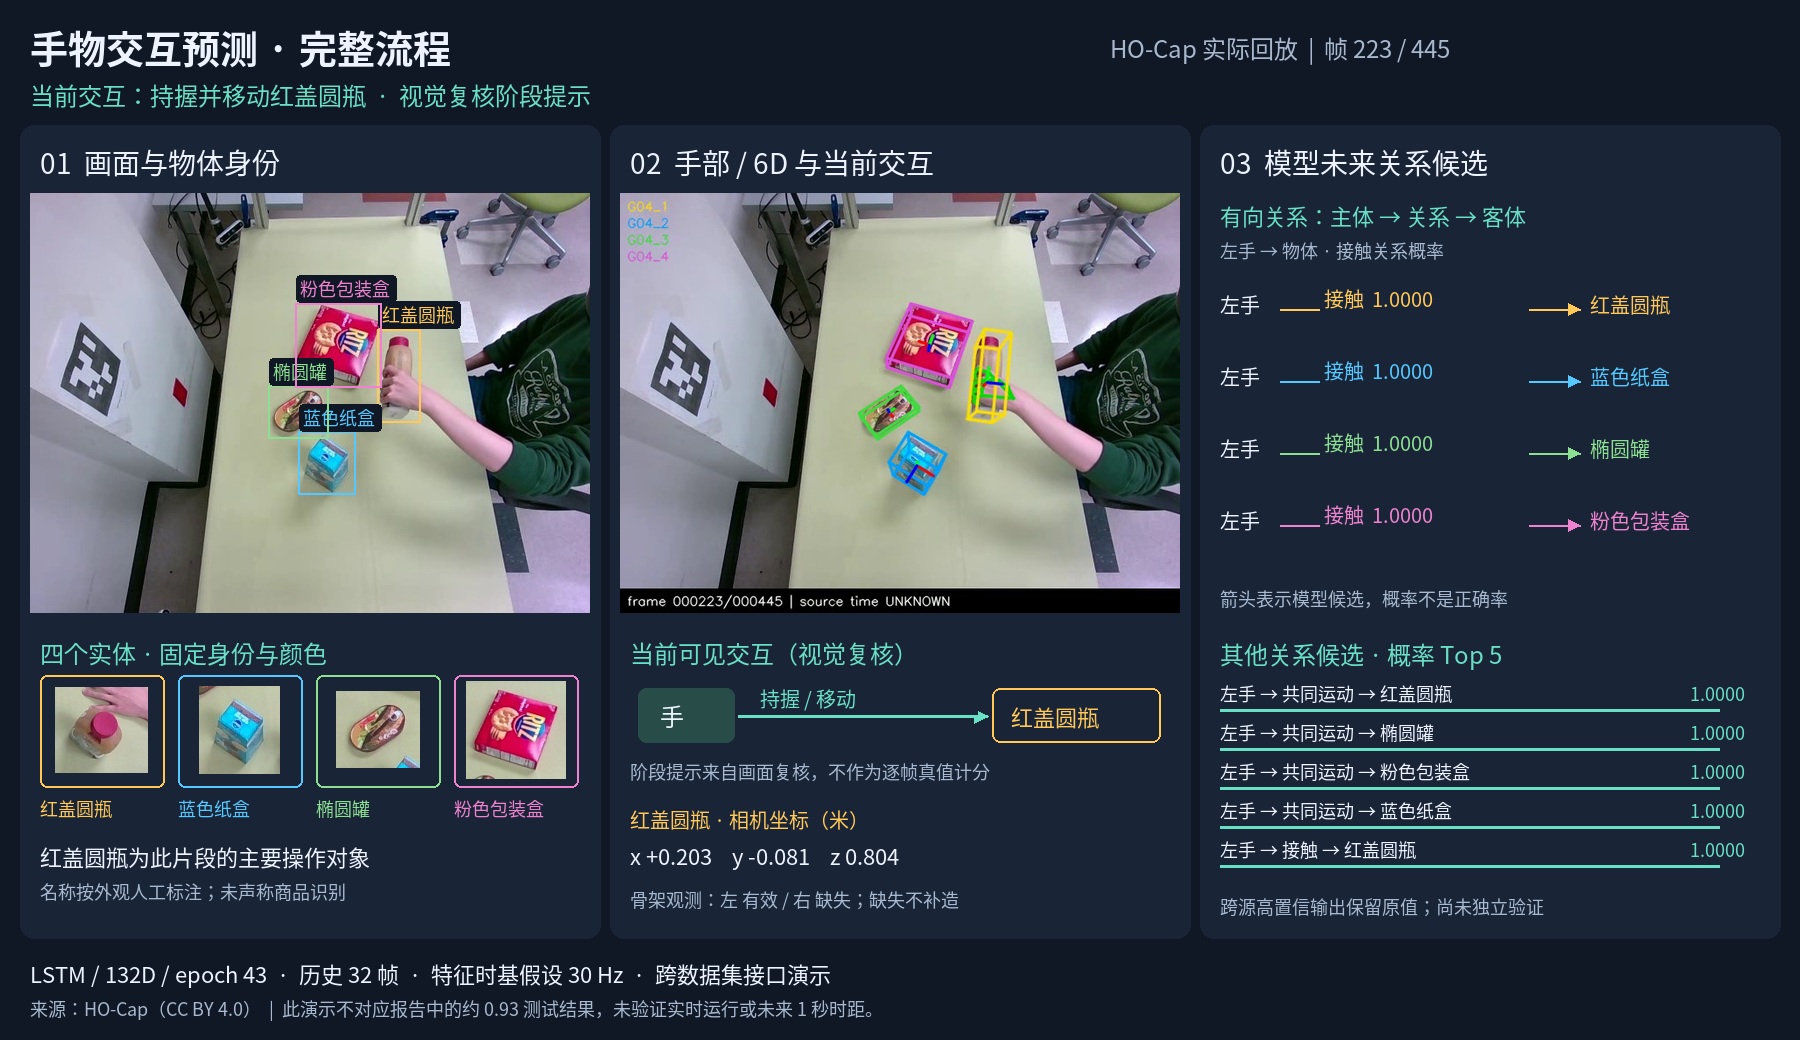 手物交互预测 · 完整流程
HO-Cap 实际回放 | 帧 223 / 445
当前交互：持握并移动红盖圆瓶 · 视觉复核阶段提示
01 画面与物体身份
粉色包装盒
红盖圆瓶
椭圆罐
蓝色纸盒
RITZ
四个实体 · 固定身份与颜色
RITZ
红盖圆瓶
蓝色纸盒
椭圆罐
粉色包装盒
红盖圆瓶为此片段的主要操作对象
名称按外观人工标注；未声称商品识别
02 手部 / 6D 与当前交互
G04_1
G04_2
G04_3
G04_4
RITZ
frame 000223/000445 | source time UNKNOWN
当前可见交互（视觉复核）
手
持握 / 移动
红盖圆瓶
阶段提示来自画面复核，不作为逐帧真值计分
红盖圆瓶 · 相机坐标（米）
x +0.203 y -0.081 z 0.804
骨架观测：左 有效 / 右 缺失；缺失不补造
03 模型未来关系候选
有向关系：主体 → 关系 → 客体
左手 → 物体 · 接触关系概率
左手 接触 1.0000 红盖圆瓶
左手 接触 1.0000 蓝色纸盒
左手 接触 1.0000 椭圆罐
左手 接触 1.0000 粉色包装盒
箭头表示模型候选，概率不是正确率
其他关系候选 · 概率 Top 5
左手 → 共同运动 → 红盖圆瓶 1.0000
左手 → 共同运动 → 椭圆罐 1.0000
左手 → 共同运动 → 粉色包装盒 1.0000
左手 → 共同运动 → 蓝色纸盒 1.0000
左手 → 接触 → 红盖圆瓶 1.0000
跨源高置信输出保留原值；尚未独立验证
LSTM / 132D / epoch 43 · 历史 32 帧 · 特征时基假设 30 Hz · 跨数据集接口演示
来源：HO-Cap（CC BY 4.0） | 此演示不对应报告中的约 0.93 测试结果，未验证实时运行或未来 1 秒时距。